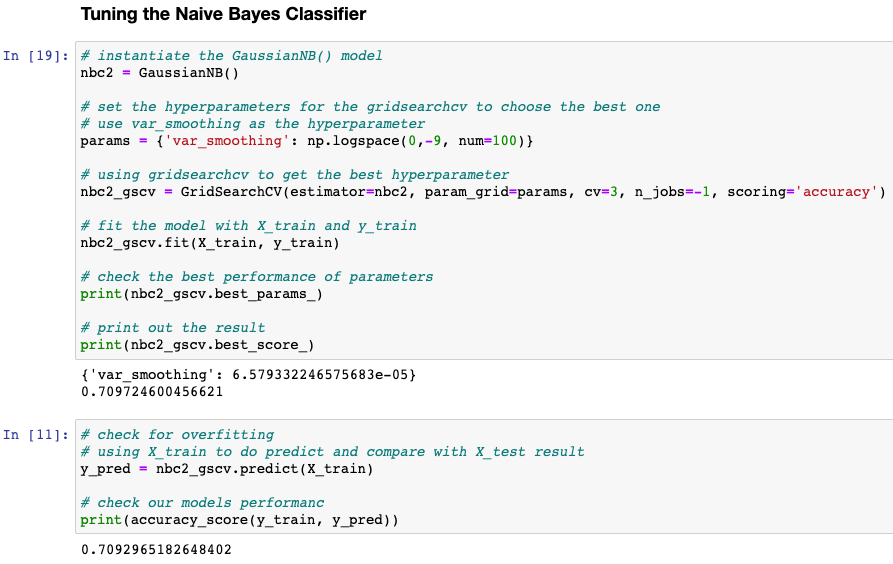 Tuning the Naive Bayes Classifier
In [19]: # instantiate the GaussianNB() model
nbc2 = GaussianNB()
# set the hyperparameters for the gridsearchcv to choose the best one
# use var_smoothing as the hyperparameter
params = {'var_smoothing': np.logspace(0,-9, num=100)}
# using gridsearchcv to get the best hyperparameter
nbc2_gscv = GridSearchCV(estimator=nbc2, param_grid=params, cv=3, n_jobs=-1, scoring='accuracy')
# fit the model with X_train and y_train
nbc2_gscv.fit(X_train, y_train)
# check the best performance of parameters
print(nbc2_gscv.best_params_)
# print out the result
print(nbc2_gscv.best_score_)
{'var_smoothing': 6.579332246575683e-05}
0.709724600456621
In [11]: # check for overfitting
# using X_train to do predict and compare with X_test result
y_pred = nbc2_gscv.predict(X_train)
# check our models performanc
print(accuracy_score(y_train, y_pred))
0.7092965182648402